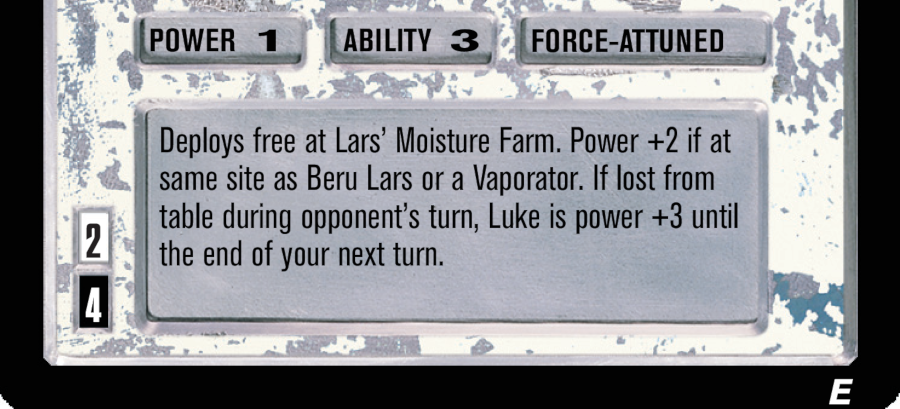 POWER 1 ABILITY 3 FORCE-ATTUNED
Deploys free at Lars' Moisture Farm. Power +2 if at
same site as Beru Lars or a Vaporator. If lost from
table during opponent's turn, Luke is power +3 until
the end of your next turn.
2
4
E